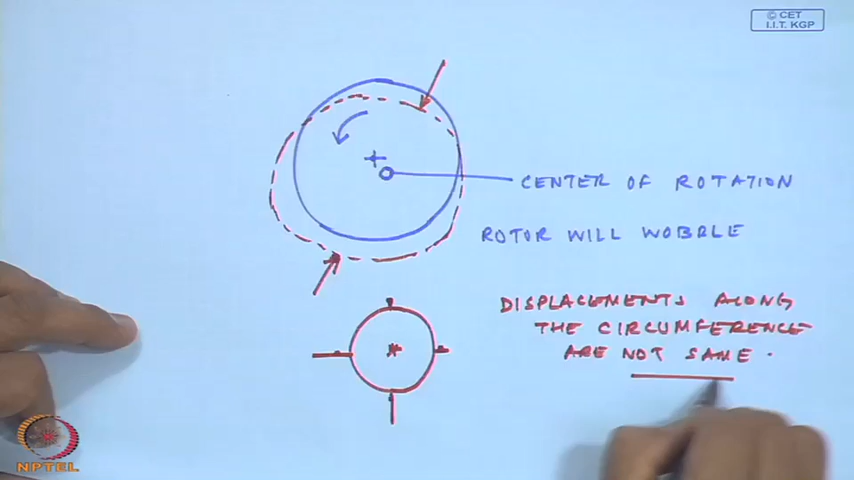 © CET
I.I.T. KGP
CENTER OF ROTATION
ROTOR WILL WOBBLE
DISPLACEMENTS ALONG
THE CIRCUMFERENCE
ARE NOT SAME.
NPTEL